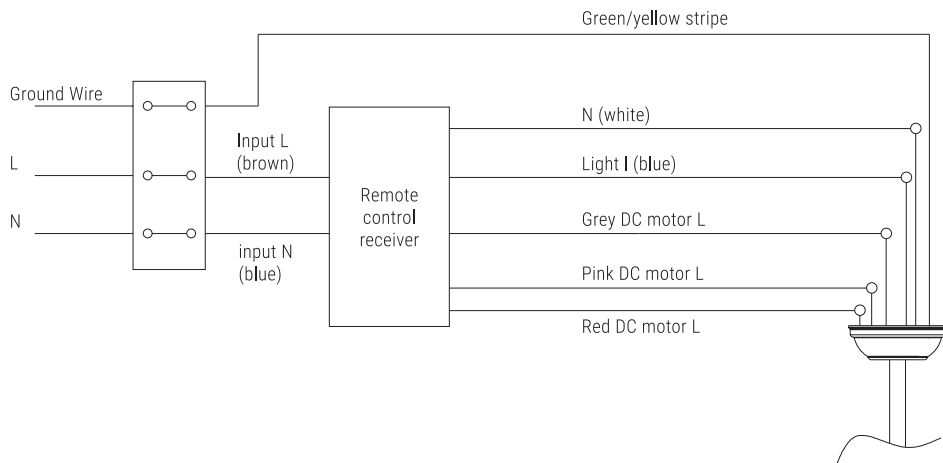 Green/yellow stripe
Ground Wire
L
N
Input L
(brown)
input N
(blue)
Remote
control
receiver
N (white)
Light l (blue)
Grey DC motor L
Pink DC motor L
Red DC motor L